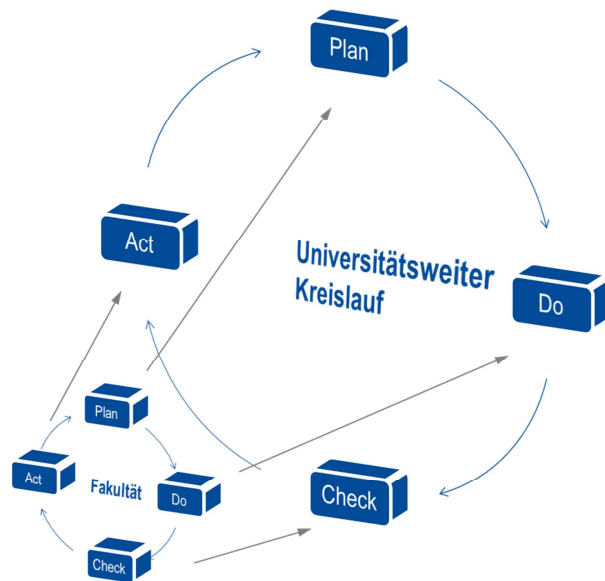 Plan
Act
Universitätsweiter
Kreislauf
Do
Plan
Act
Fakultät
Do
Check
Check